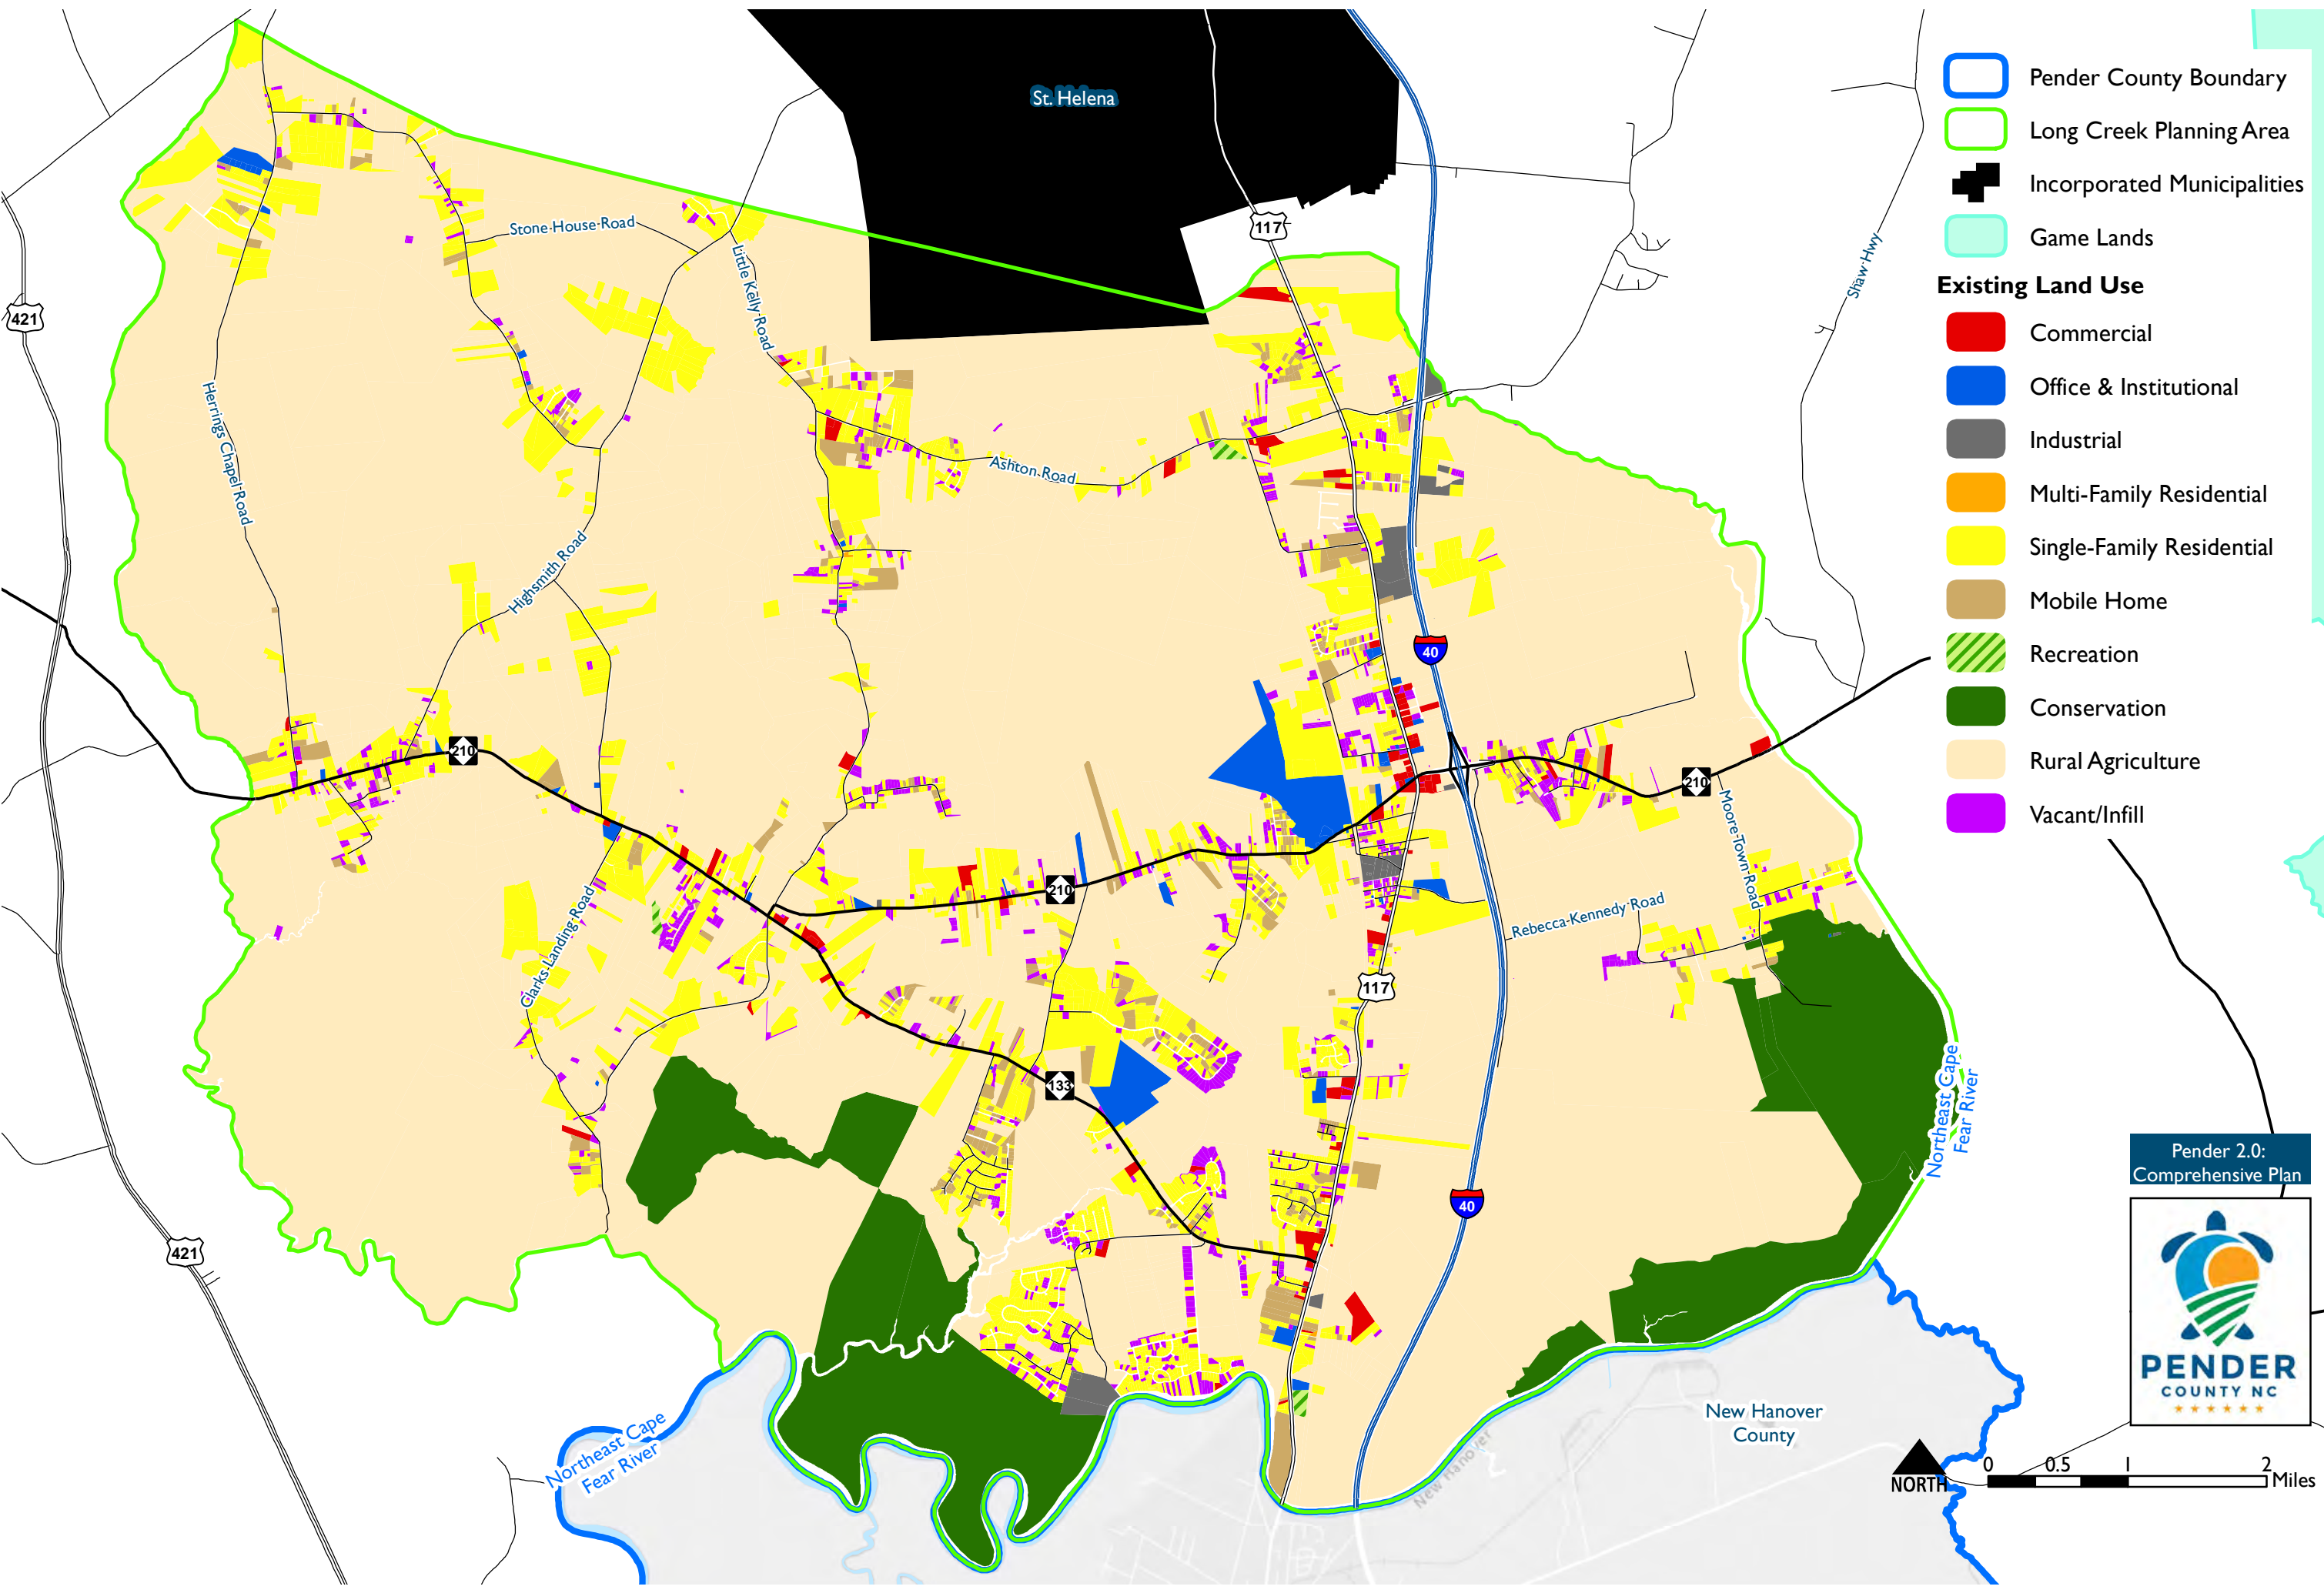 St. Helena
117
421
Stone House Road
Little Kelly Road
Shaw Hwy
Herrings Chapel Road
Ashton Road
Highsmith Road
40
210
210
Moore Town Road
210
Clarks Landing Road
Rebecca Kennedy Road
117
133
Northeast Cape
Fear River
40
421
Northeast Cape
Fear River
New Hanover
County
New Hanover
Pender County Boundary
Long Creek Planning Area
Incorporated Municipalities
Game Lands
Existing Land Use
Commercial
Office & Institutional
Industrial
Multi-Family Residential
Single-Family Residential
Mobile Home
Recreation
Conservation
Rural Agriculture
Vacant/Infill
Pender 2.0:
Comprehensive Plan
PENDER
COUNTY NC
NORTH
0 0.5 1 2
Miles